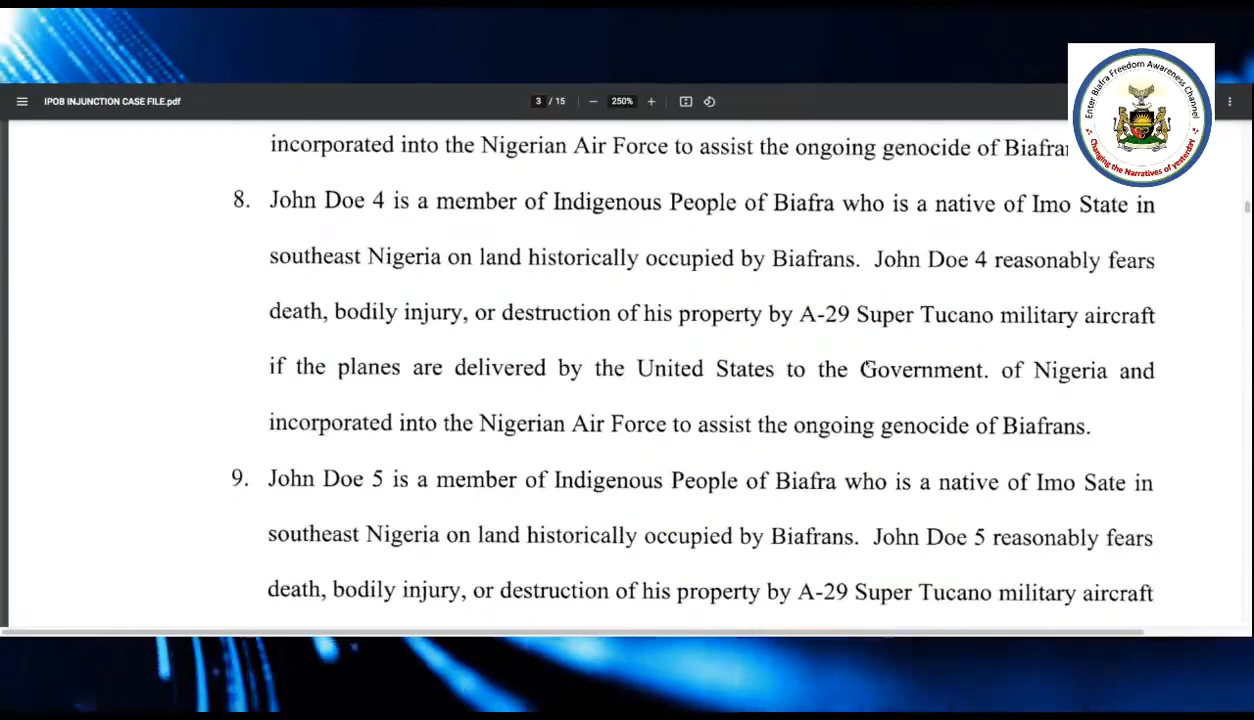 IPOB INJUNCTION CASE FILE.pdf
3 / 15
250%
Enter Biafra Freedom Awareness Channel
Changing the Narratives of yesterday
incorporated into the Nigerian Air Force to assist the ongoing genocide of
8. John Doe 4 is a member of Indigenous People of Biafra who is a native of Imo State in
southeast Nigeria on land historically occupied by Biafrans. John Doe 4 reasonably fears
death, bodily injury, or destruction of his property by A-29 Super Tucano military aircraft
if the planes are delivered by the United States to the Government. of Nigeria and
incorporated into the Nigerian Air Force to assist the ongoing genocide of Biafrans.
9. John Doe 5 is a member of Indigenous People of Biafra who is a native of Imo Sate in
southeast Nigeria on land historically occupied by Biafrans. John Doe 5 reasonably fears
death, bodily injury, or destruction of his property by A-29 Super Tucano military aircraft